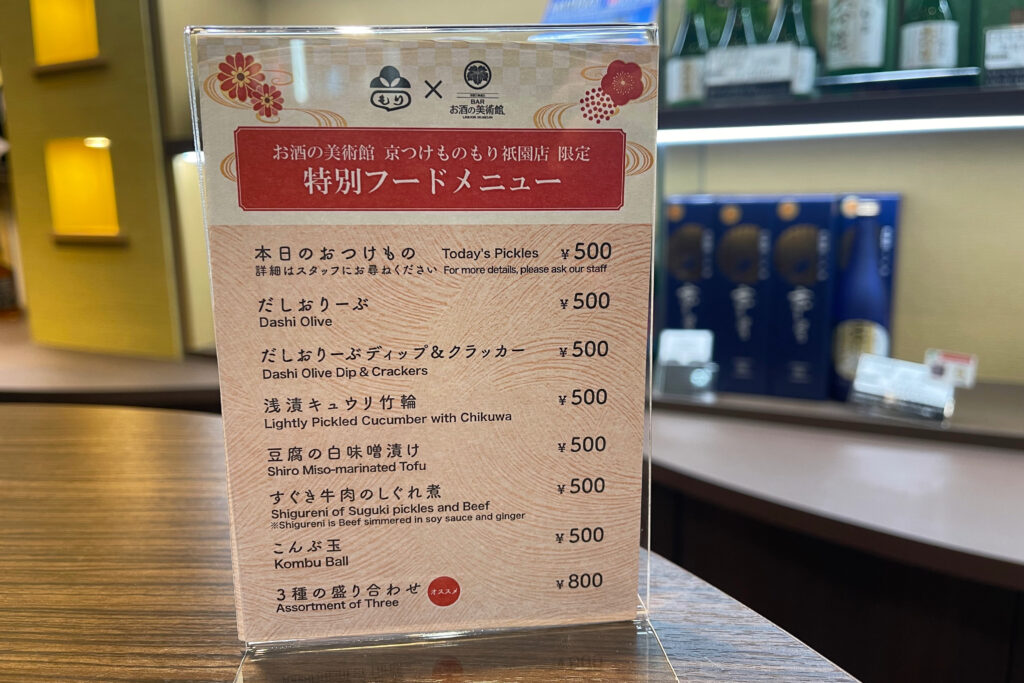 もり × BAR
お酒の美術館
LIQUOR MUSEUM
お酒の美術館 京つけものもり祇園店 限定
特別フードメニュー
本日のおつけもの Today's Pickles ¥500
詳細はスタッフにお尋ねください For more details, please ask our staff
だしおりーぶ ¥500
Dashi Olive
だしおりーぶディップ&クラッカー ¥500
Dashi Olive Dip & Crackers
浅漬キュウリ竹輪 ¥500
Lightly Pickled Cucumber with Chikuwa
豆腐の白味噌漬け ¥500
Shiro Miso-marinated Tofu
すぐき牛肉のしぐれ煮 ¥500
Shigureni of Suguki pickles and Beef
※Shigureni is Beef simmered in soy sauce and ginger
こんぶ玉 ¥500
Kombu Ball
3種の盛り合わせ オススメ ¥800
Assortment of Three